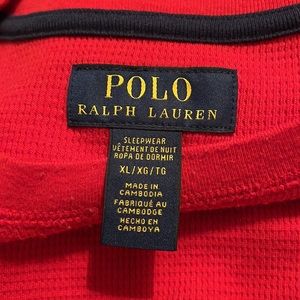 POLO
RALPH LAUREN
SLEEPWEAR
VÊTEMENT DE NUIT
ROPA DE DORMIR
XL/XG/TG
MADE IN
CAMBODIA
FABRIQUÉ AU
CAMBODGE
HECHO EN
CAMBOYA